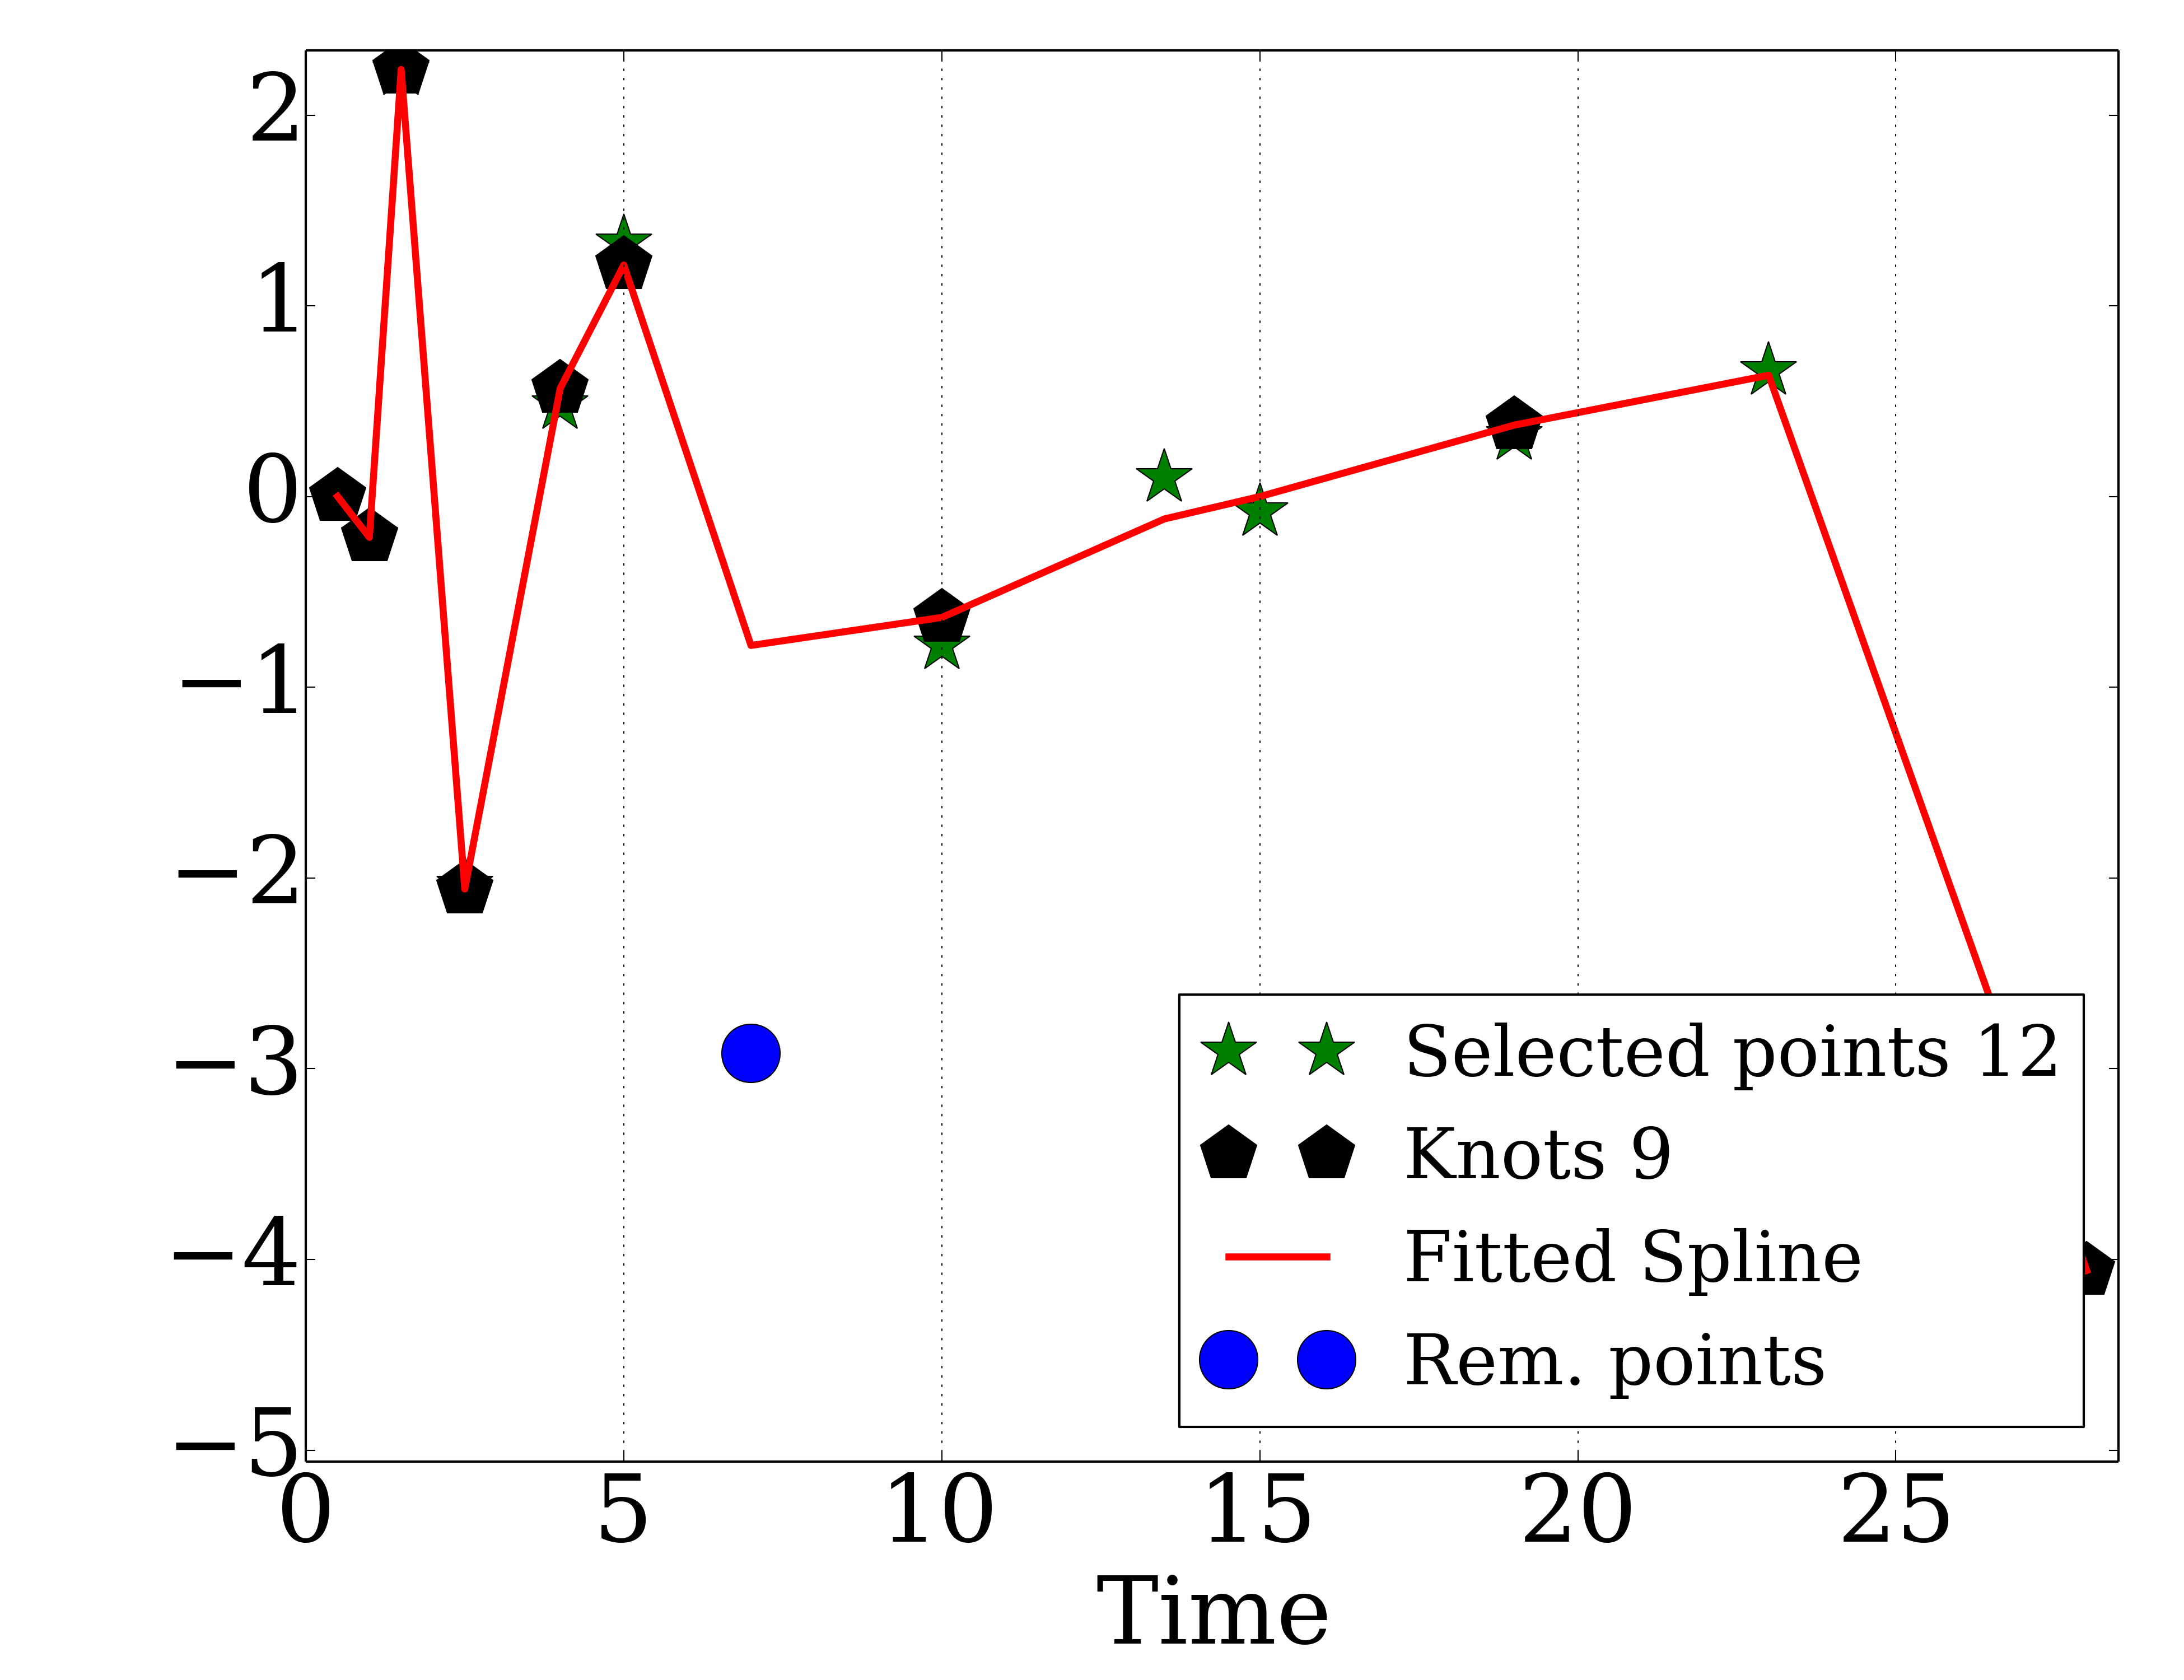 2
1
0
−1
−2
−3
−4
−5
Selected points 12
Knots 9
Fitted Spline
Rem. points
0 5 10 15 20 25
Time